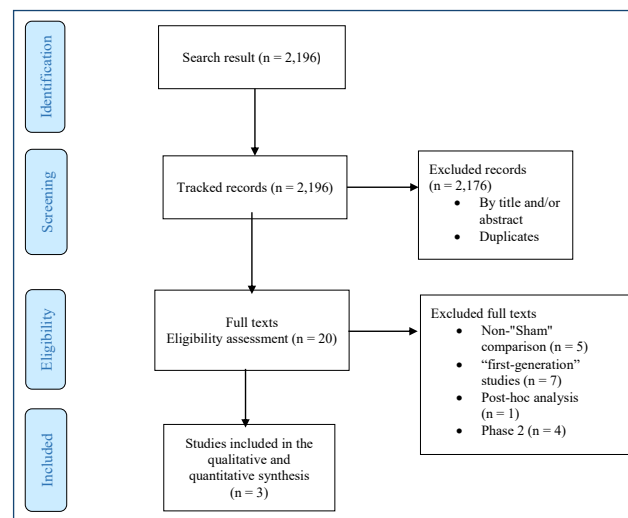 Identification
Search result (n = 2,196)
Screening
Tracked records (n = 2,196)
Excluded records
(n = 2,176)
• By title and/or
abstract
• Duplicates
Eligibility
Full texts
Eligibility assessment (n = 20)
Excluded full texts
• Non-"Sham"
comparison (n = 5)
• “first-generation”
studies (n = 7)
• Post-hoc analysis
(n = 1)
• Phase 2 (n = 4)
Included
Studies included in the
qualitative and
quantitative synthesis
(n = 3)